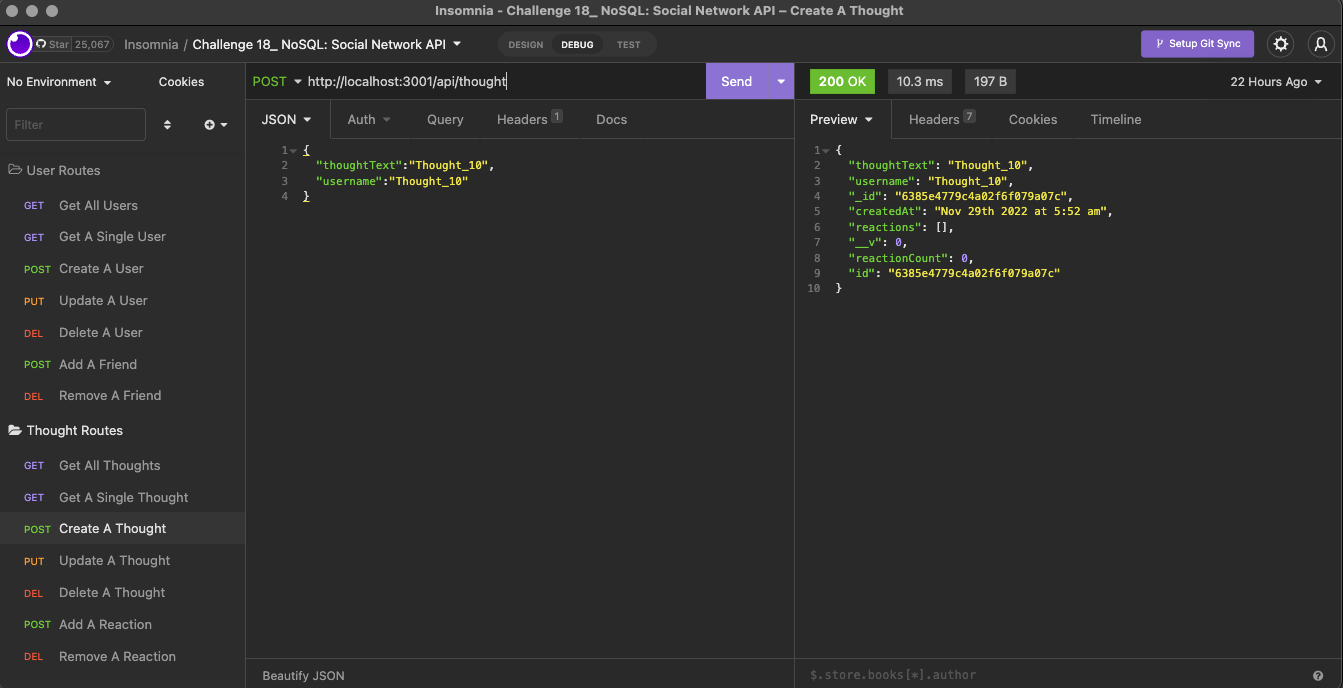 Insomnia - Challenge 18_ NoSQL: Social Network API – Create A Thought
Star 25,067
Insomnia / Challenge 18_ NoSQL: Social Network API
DESIGN DEBUG TEST
Setup Git Sync
No Environment
Cookies
Filter
User Routes
GET Get All Users
GET Get A Single User
POST Create A User
PUT Update A User
DEL Delete A User
POST Add A Friend
DEL Remove A Friend
Thought Routes
GET Get All Thoughts
GET Get A Single Thought
POST Create A Thought
PUT Update A Thought
DEL Delete A Thought
POST Add A Reaction
DEL Remove A Reaction
POST http://localhost:3001/api/thought
Send
JSON Auth Query Headers 1 Docs
1 {
2 "thoughtText":"Thought_10",
3 "username":"Thought_10"
4 }
Beautify JSON
200 OK 10.3 ms 197 B 22 Hours Ago
Preview Headers 7 Cookies Timeline
1 {
2 "thoughtText": "Thought_10",
3 "username": "Thought_10",
4 "_id": "6385e4779c4a02f6f079a07c",
5 "createdAt": "Nov 29th 2022 at 5:52 am",
6 "reactions": [],
7 "__v": 0,
8 "reactionCount": 0,
9 "id": "6385e4779c4a02f6f079a07c"
10 }
$.store.books[*].author